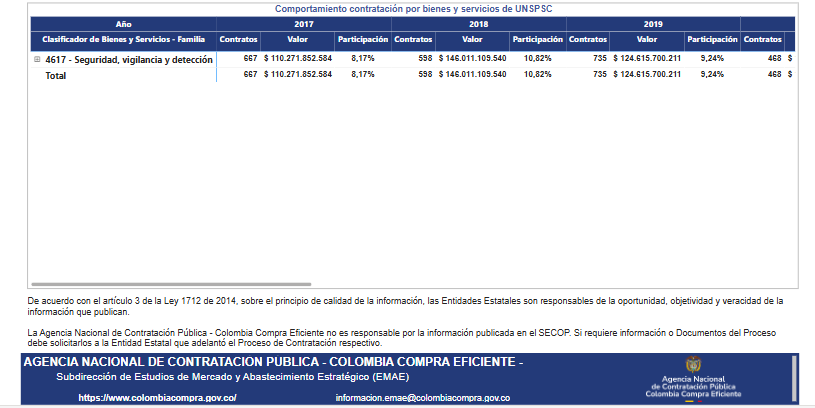 Comportamiento contratación por bienes y servicios de UNSPSC
Año 2017 2018 2019
Clasificador de Bienes y Servicios - Familia Contratos Valor Participación Contratos Valor Participación Contratos Valor Participación Contratos
4617 - Seguridad, vigilancia y detección 667 $ 110.271.852.584 8,17% 598 $ 146.011.109.540 10,82% 735 $ 124.615.700.211 9,24% 468 $
Total 667 $ 110.271.852.584 8,17% 598 $ 146.011.109.540 10,82% 735 $ 124.615.700.211 9,24% 468 $
De acuerdo con el artículo 3 de la Ley 1712 de 2014, sobre el principio de calidad de la información, las Entidades Estatales son responsables de la oportunidad, objetividad y veracidad de la
información que publican.
La Agencia Nacional de Contratación Pública - Colombia Compra Eficiente no es responsable por la información publicada en el SECOP. Si requiere información o Documentos del Proceso
debe solicitarlos a la Entidad Estatal que adelantó el Proceso de Contratación respectivo.
AGENCIA NACIONAL DE CONTRATACION PUBLICA - COLOMBIA COMPRA EFICIENTE -
Subdirección de Estudios de Mercado y Abastecimiento Estratégico (EMAE)
https://www.colombiacompra.gov.co/ informacion.emae@colombiacompra.gov.co
Agencia Nacional
de Contratación Pública
Colombia Compra Eficiente